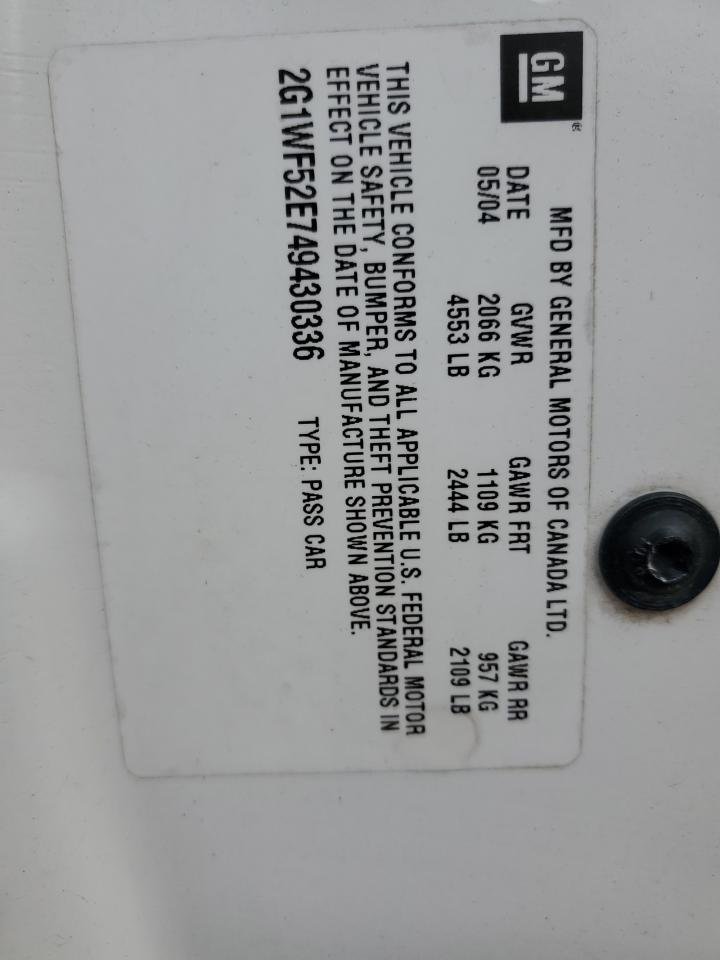 GM
MFD BY GENERAL MOTORS OF CANADA LTD.
DATE GVWR GAWR FRT GAWR RR
05/04 2066 KG 1109 KG 957 KG
4553 LB 2444 LB 2109 LB
THIS VEHICLE CONFORMS TO ALL APPLICABLE U.S. FEDERAL MOTOR
VEHICLE SAFETY, BUMPER, AND THEFT PREVENTION STANDARDS IN
EFFECT ON THE DATE OF MANUFACTURE SHOWN ABOVE.
2G1WF52E749430336 TYPE: PASS CAR